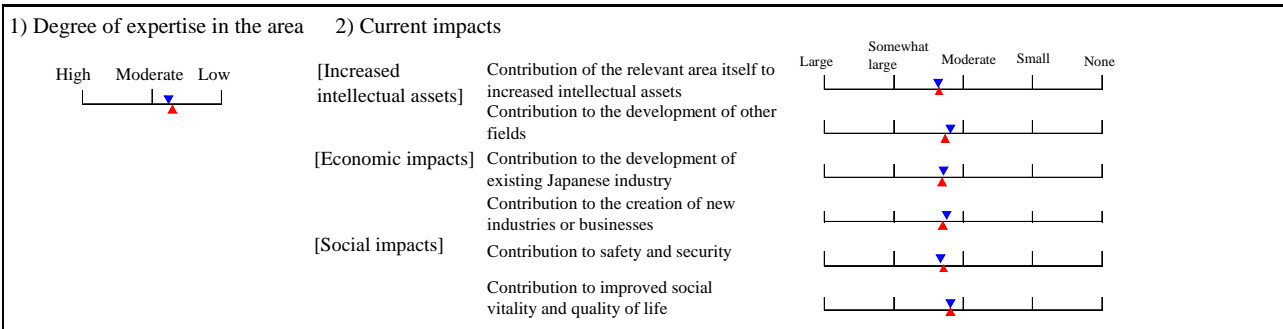 1) Degree of expertise in the area 2) Current impacts
High Moderate Low
[Increased
intellectual assets]
Contribution of the relevant area itself to
increased intellectual assets
Large Somewhat
large Moderate Small None
Contribution to the development of other
fields
[Economic impacts] Contribution to the development of
existing Japanese industry
Contribution to the creation of new
industries or businesses
[Social impacts] Contribution to safety and security
Contribution to improved social
vitality and quality of life